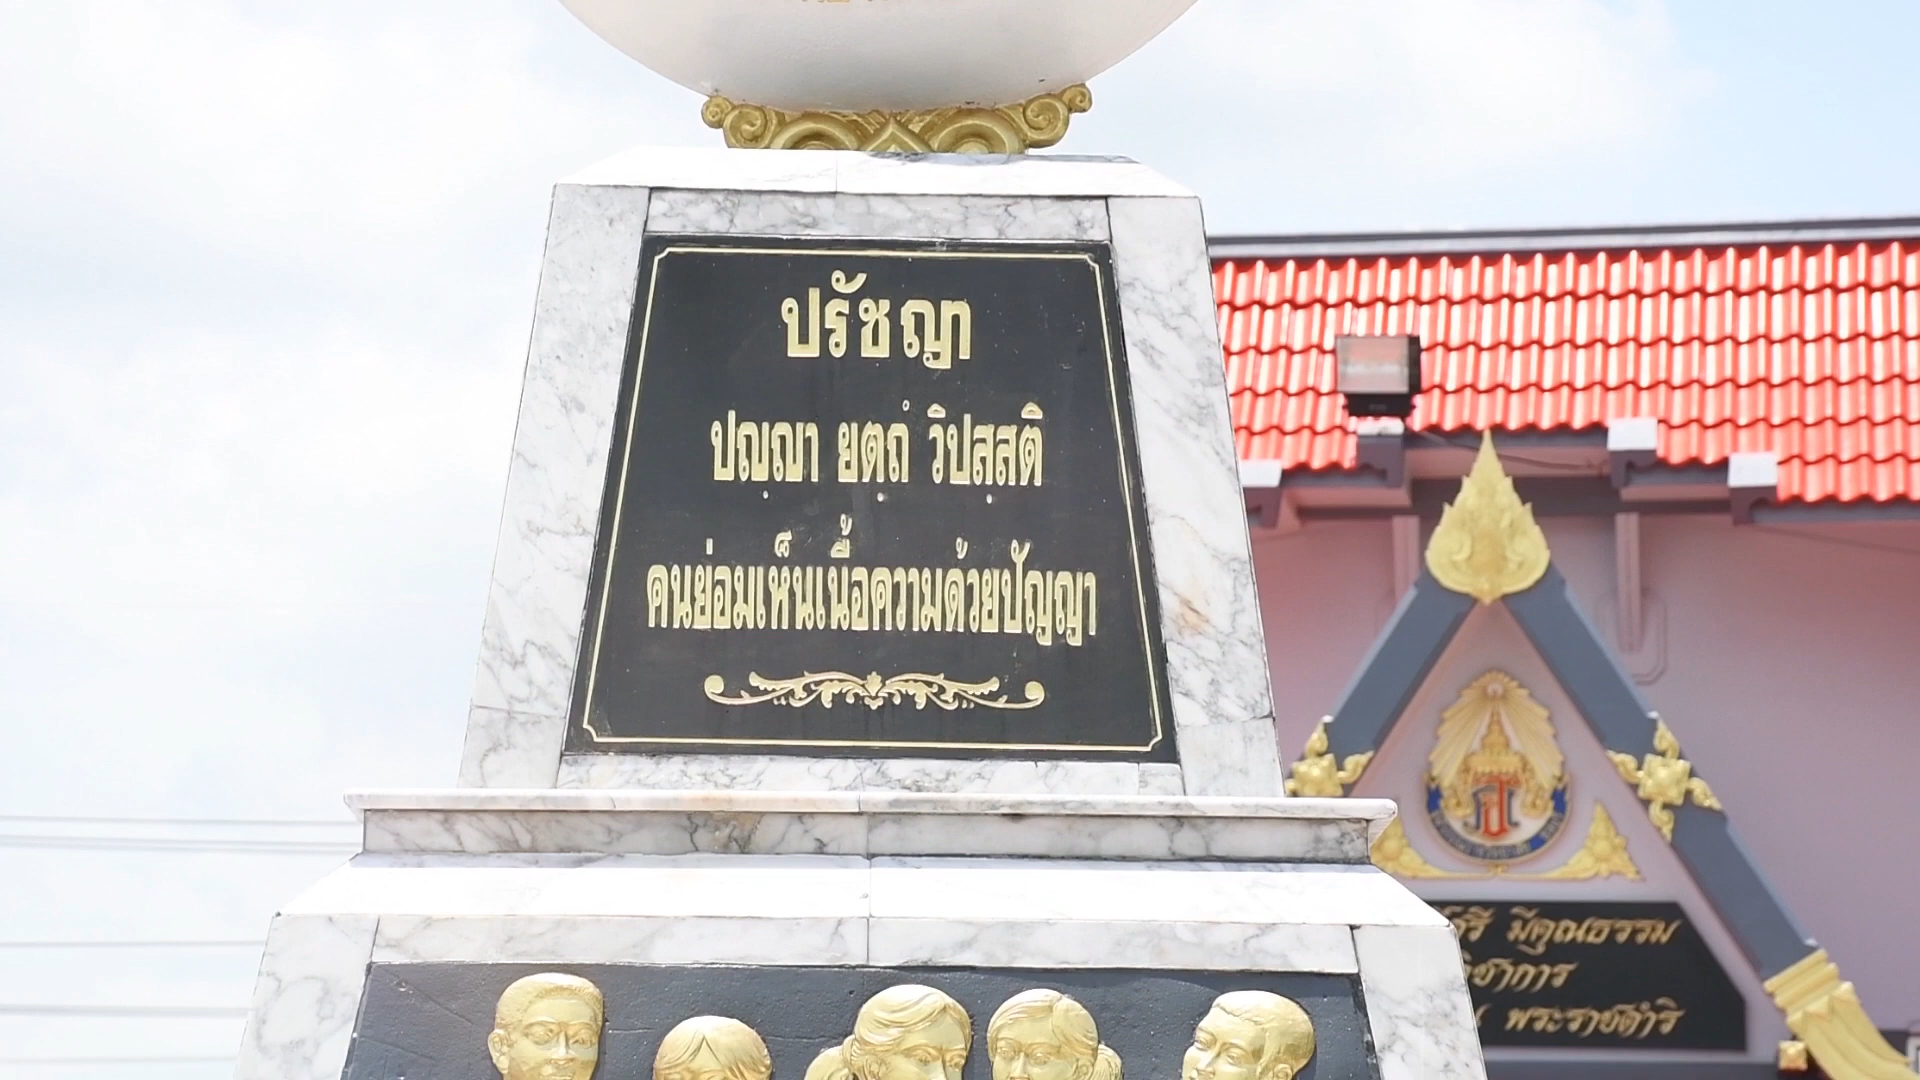 ปรัชญา
ปญฺญา ยตฺถํ วิปสฺสติ
คนย่อมเห็นเนื้อความด้วยปัญญา
มีคุณธรรม
พระราชดำริ